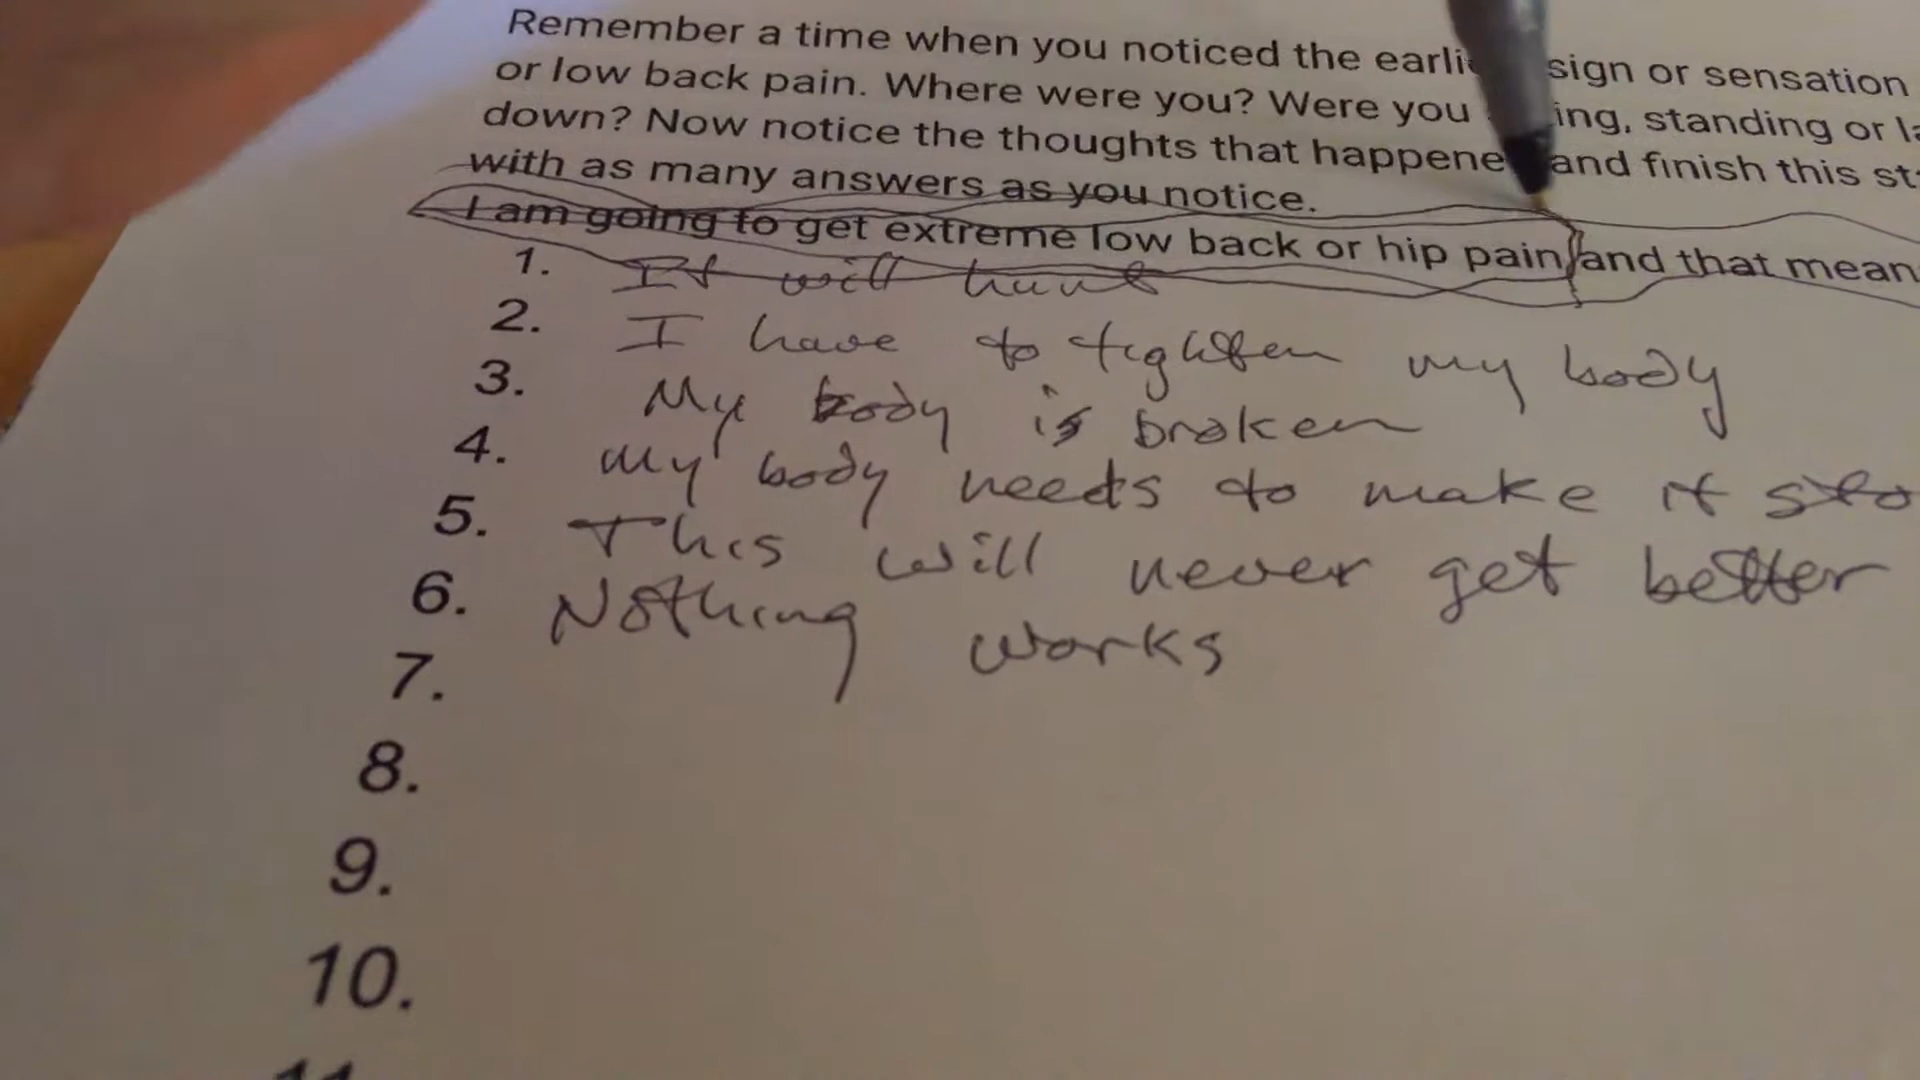 Remember a time when you noticed the sign or sensation
or low back pain. Where were you? Were you standing or
down? Now notice the thoughts that and finish this
with as many answers as you notice.
I am going to get extreme low back or hip pain and that mean
1. It will hurt
2. I have to tighten my body
3. My body is broken
4. My body needs to make it sto
5. This will never get better
6. Nothing works
7.
8.
9.
10.